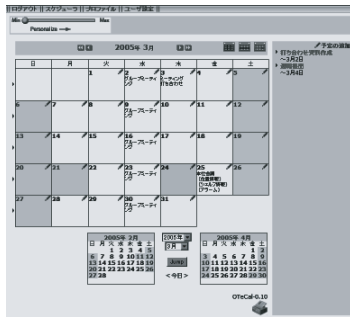 ログアウト || スケジューラ || プロファイル || ユーザ設定 ||
Min Max
Personalize
2005年 3月
予定の追加
打ち合わせ資料作成
～3月2日
～3月4日
日 月 火 水 木 金 土
1 2 3 4 5
グループミーティング
ミーティング打ち合わせ
6 7 8 9 10 11 12
グループミーティング
13 14 15 16 17 18 19
グループミーティング
20 21 22 23 24 25 26
グループミーティング
27 28 29 30 31
グループミーティング
2005年 2月
日 月 火 水 木 金 土
1 2 3 4 5
6 7 8 9 10 11 12
13 14 15 16 17 18 19
20 21 22 23 24 25 26
27 28
2005年
3月
Jump
<今日>
2005年 4月
日 月 火 水 木 金 土
1 2
3 4 5 6 7 8 9
10 11 12 13 14 15 16
17 18 19 20 21 22 23
24 25 26 27 28 29 30
OTeCal-0.10